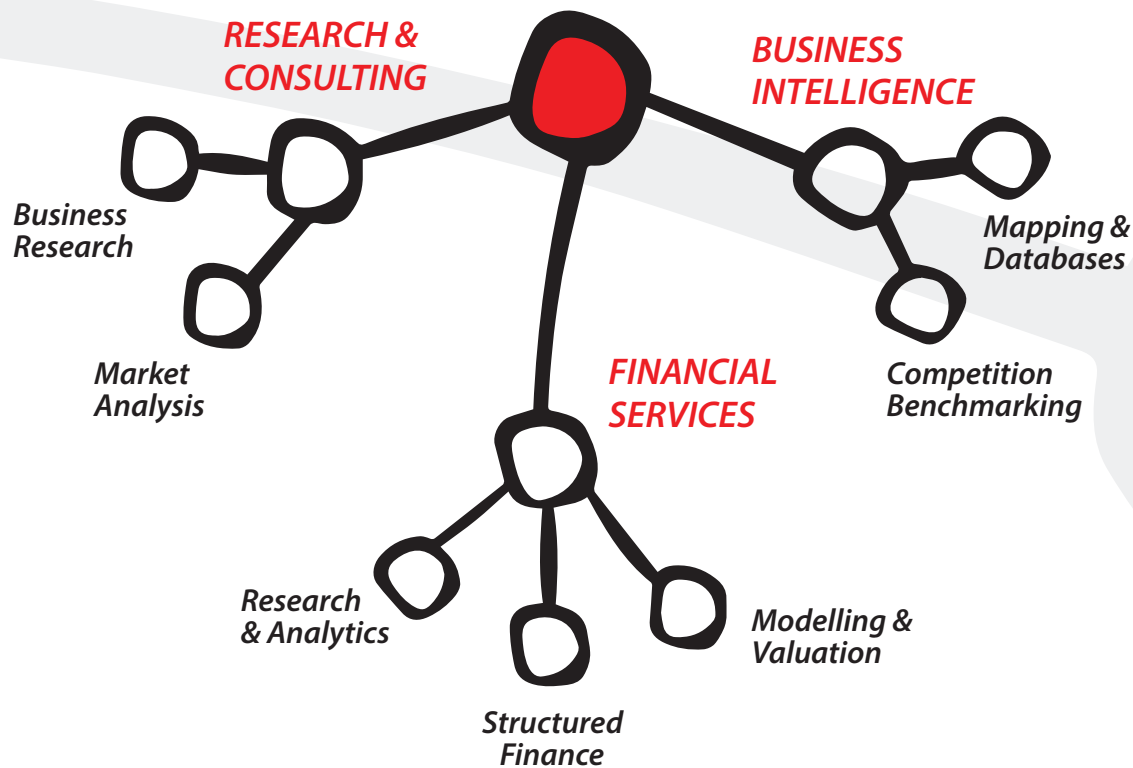 RESEARCH &
CONSULTING
BUSINESS
INTELLIGENCE
Business
Research
Market
Analysis
Mapping &
Databases
Competition
Benchmarking
FINANCIAL
SERVICES
Research
& Analytics
Structured
Finance
Modelling &
Valuation